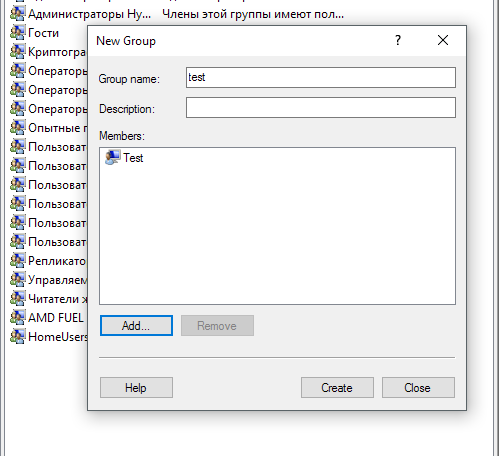 Администраторы Hy... Члены этой группы имеют пол...
Гости
New Group
?
Криптогра
Group name:
test
Операторы
Операторы
Description:
Операторы
Опытные п
Members:
Test
Пользоват
Пользоват
Пользоват
Пользоват
Пользоват
Пользоват
Репликато
Управляем
Читатели ж
AMD FUEL
Add...
Remove
HomeUsers
Help
Create
Close